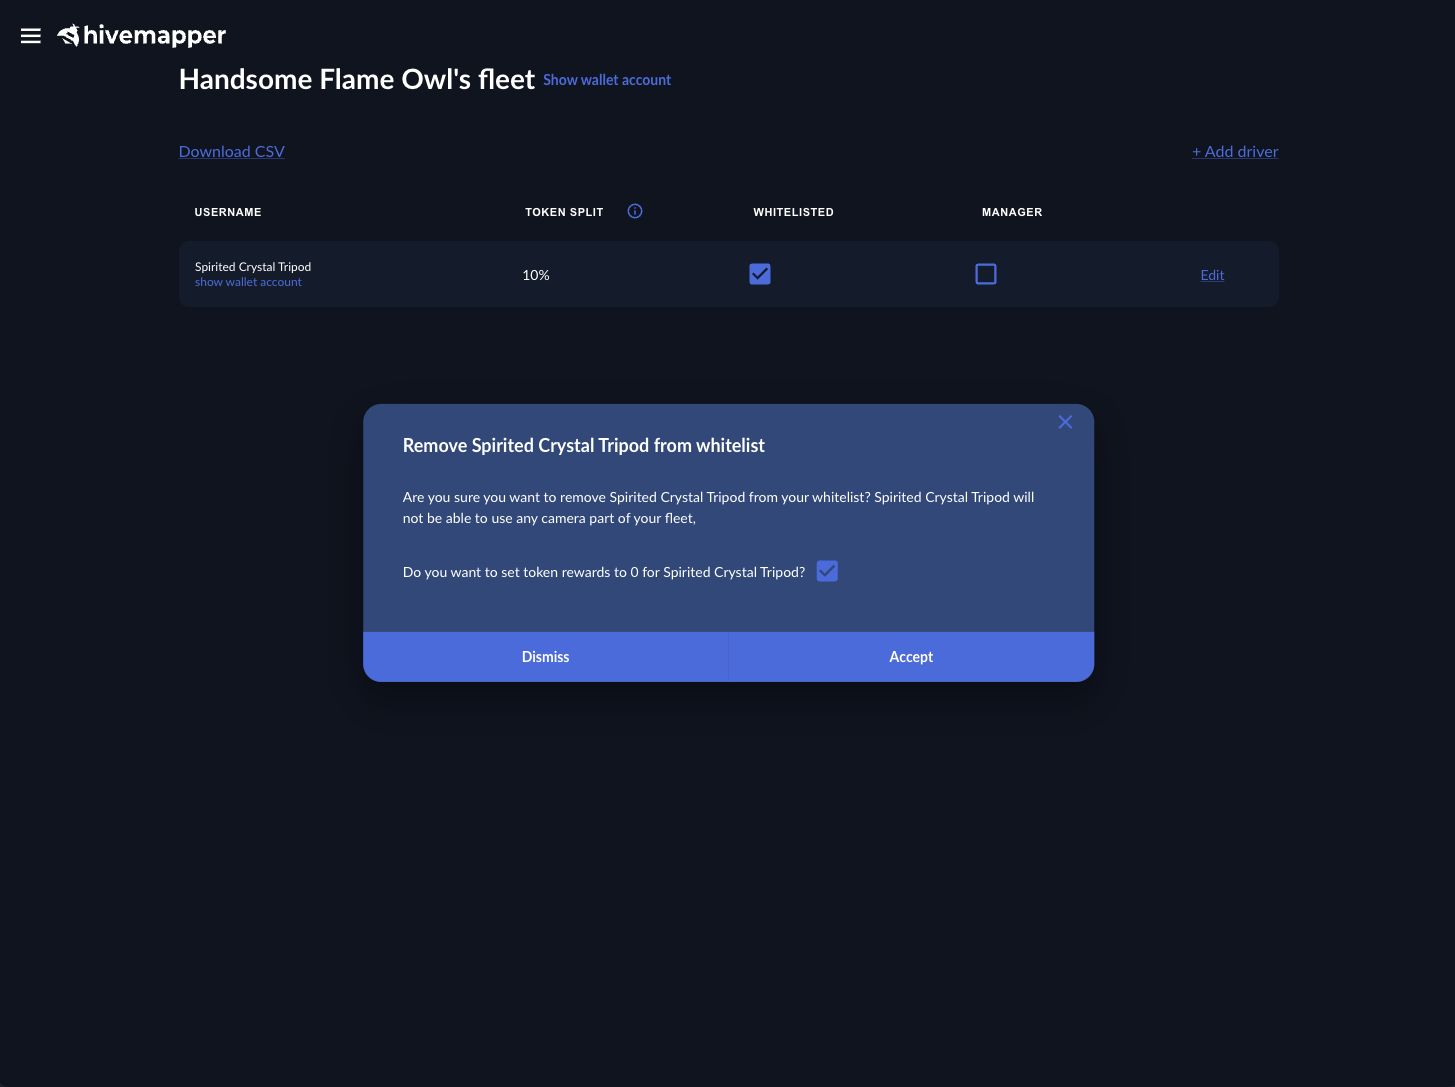 hivemapper
Handsome Flame Owl's fleet Show wallet account
Download CSV + Add driver
USERNAME TOKEN SPLIT WHITELISTED MANAGER
Spirited Crystal Tripod
show wallet account
10%
Edit
Remove Spirited Crystal Tripod from whitelist
Are you sure you want to remove Spirited Crystal Tripod from your whitelist? Spirited Crystal Tripod will
not be able to use any camera part of your fleet,
Do you want to set token rewards to 0 for Spirited Crystal Tripod?
Dismiss Accept